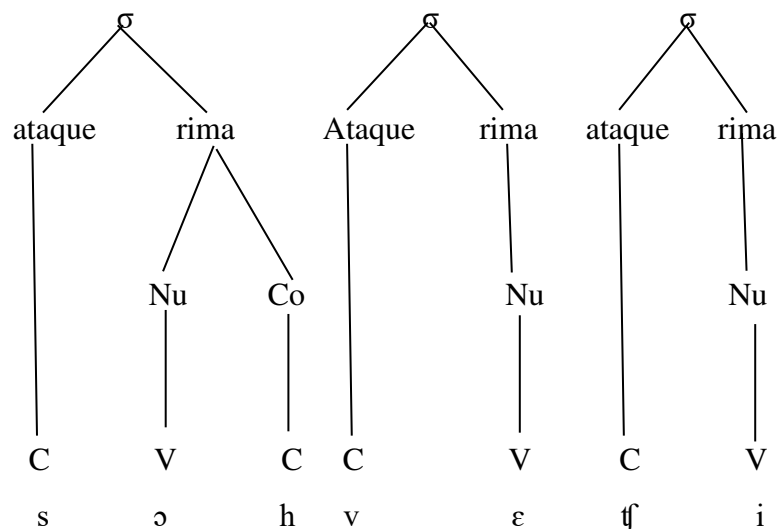 σ σ σ
ataque rima Ataque rima ataque rima
Nu Co Nu Nu
C V C C V C V
s ɔ h v ɛ ʧ i